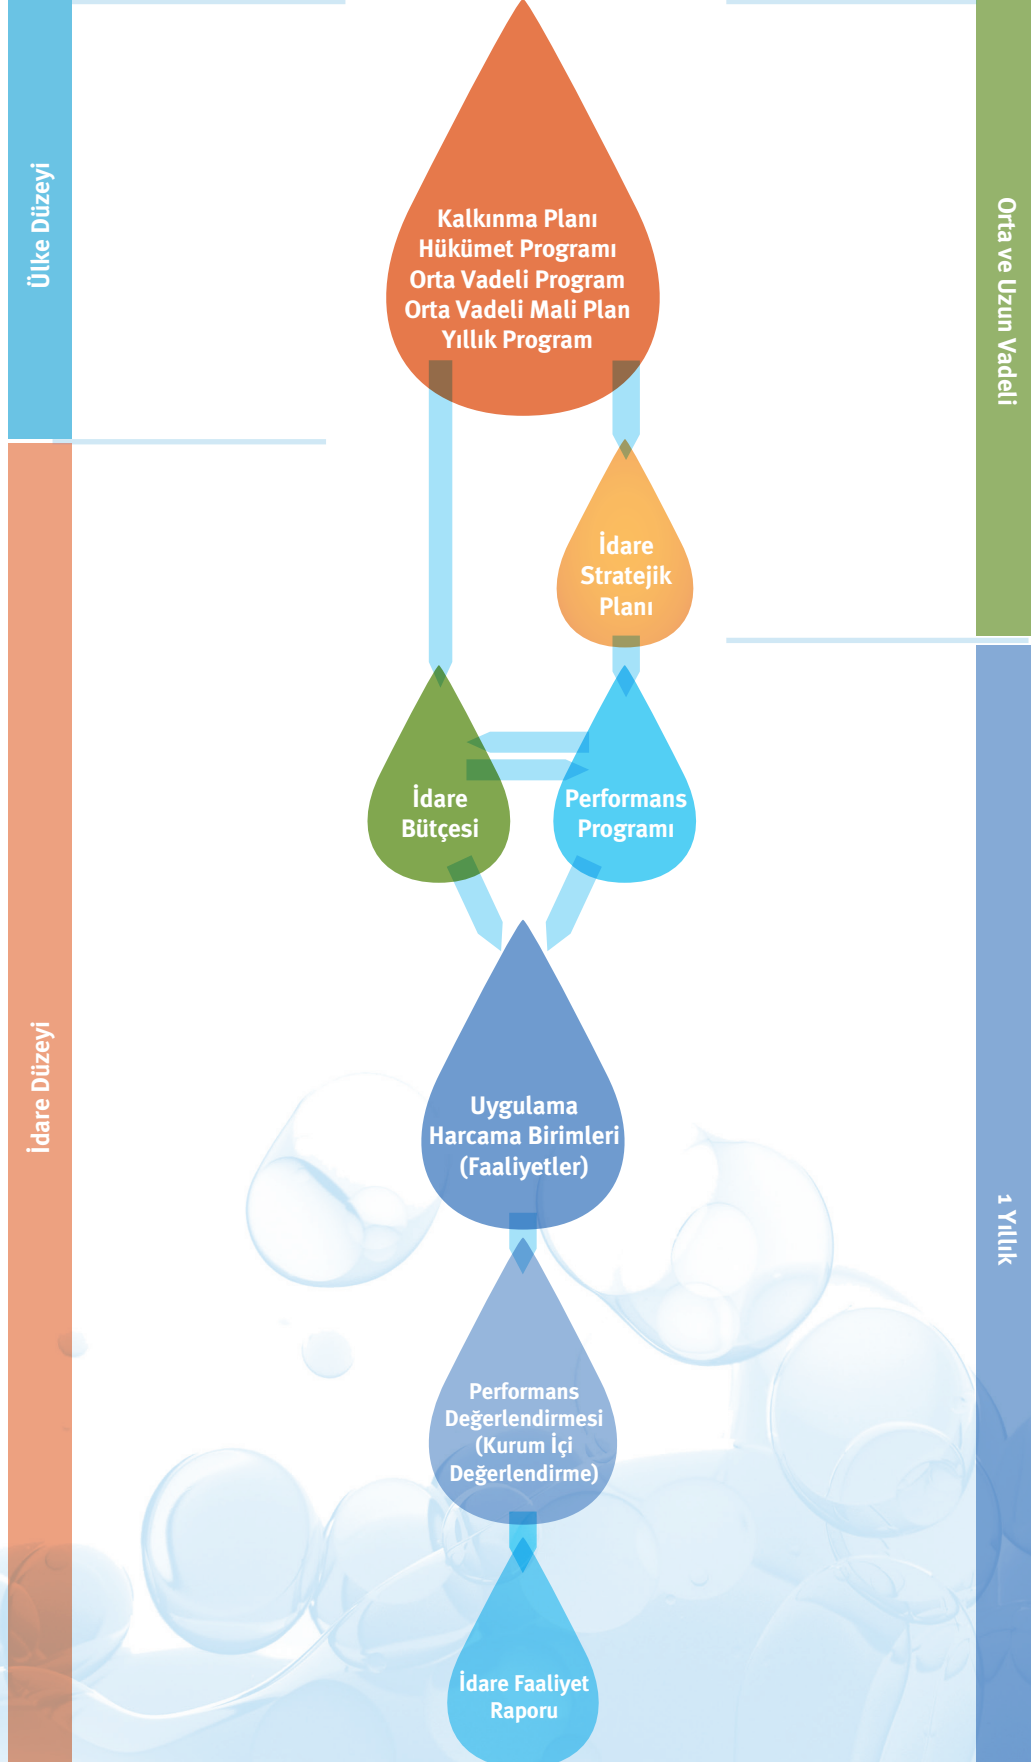 Ülke Düzeyi
Orta ve Uzun Vadeli
Kalkınma Planı
Hükümet Programı
Orta Vadeli Program
Orta Vadeli Mali Plan
Yıllık Program
İdare
Stratejik
Planı
İdare
Bütçesi
Performans
Programı
İdare Düzeyi
1 Yıllık
Uygulama
Harcama Birimleri
(Faaliyetler)
Performans
Değerlendirmesi
(Kurum İçi
Değerlendirme)
İdare Faaliyet
Raporu